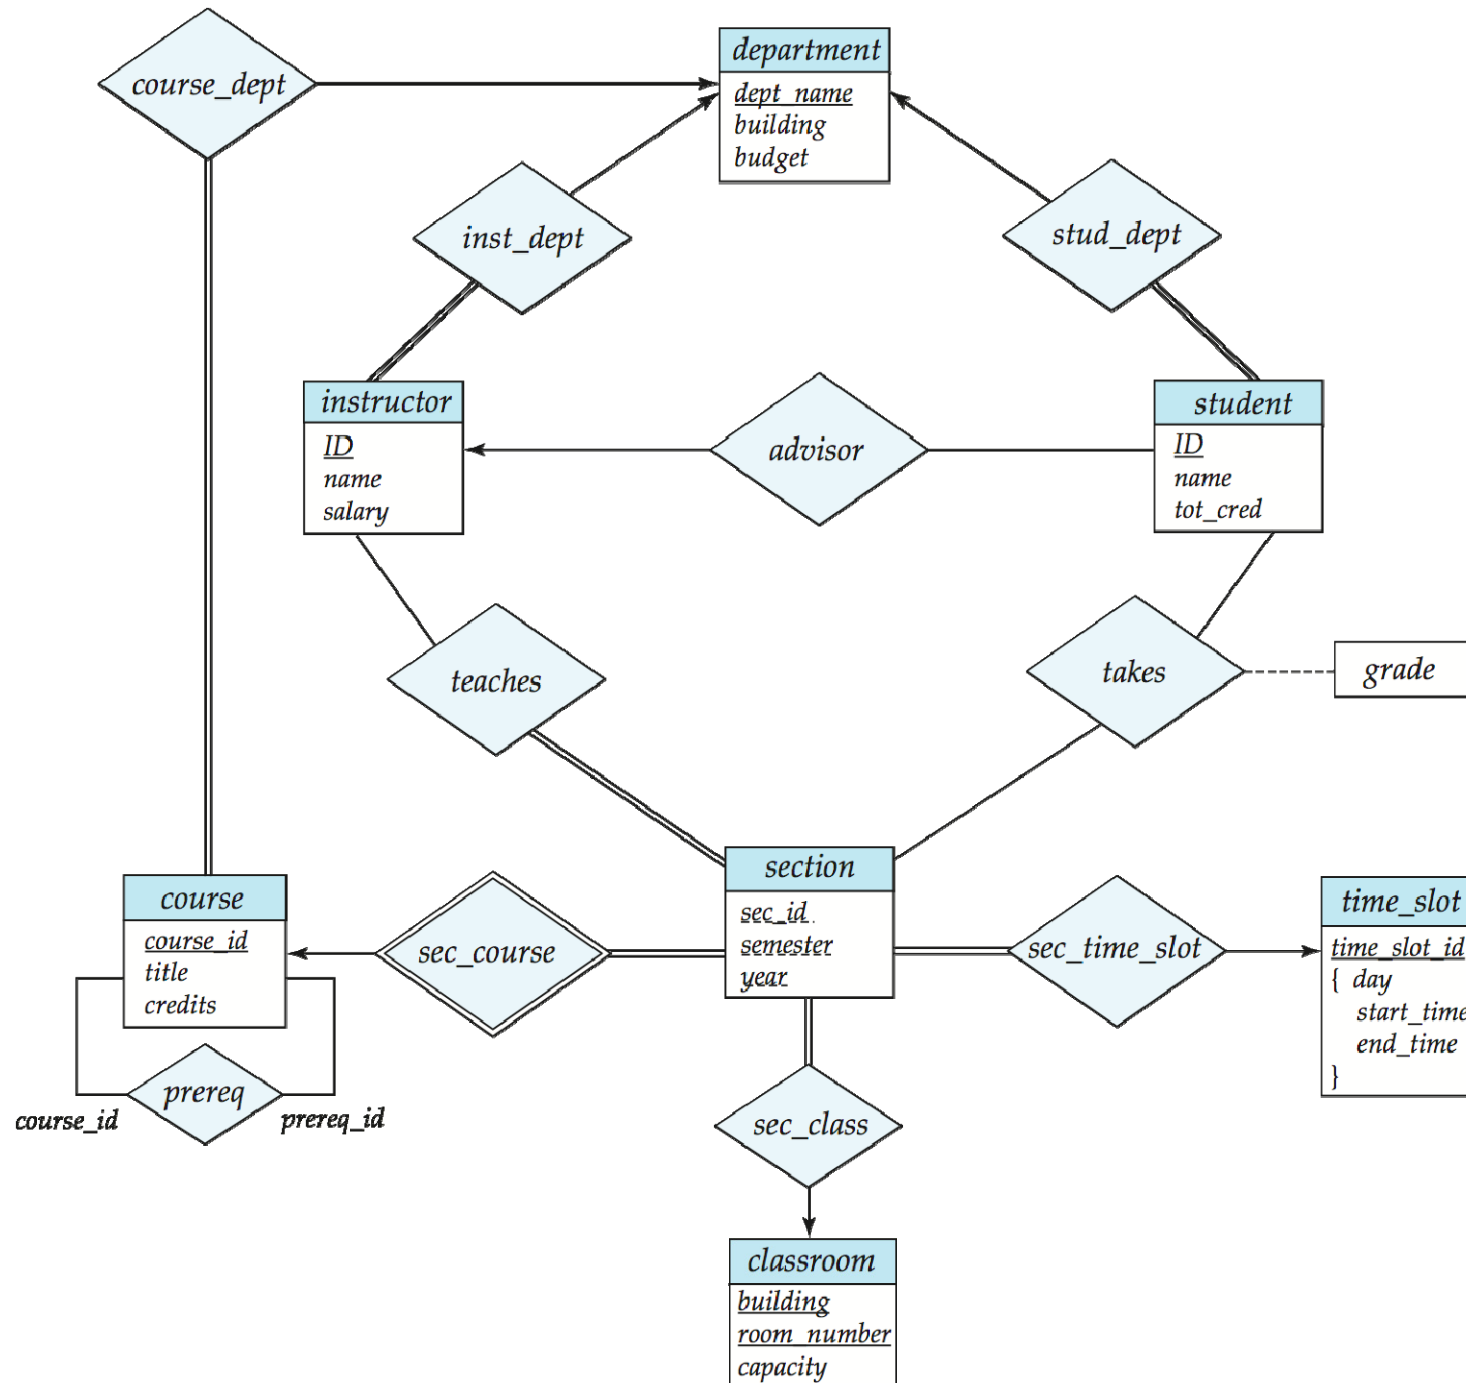 department
course_dept
dept_name
building
budget
inst_dept
stud_dept
instructor
ID
name
salary
advisor
student
ID
name
tot_cred
teaches
takes
grade
section
sec_id
semester
year
course
course_id
title
credits
sec_course
sec_time_slot
time_slot
time_slot_id
{ day
start_time
end_time
}
prereq
course_id
prereq_id
sec_class
classroom
building
room_number
capacity